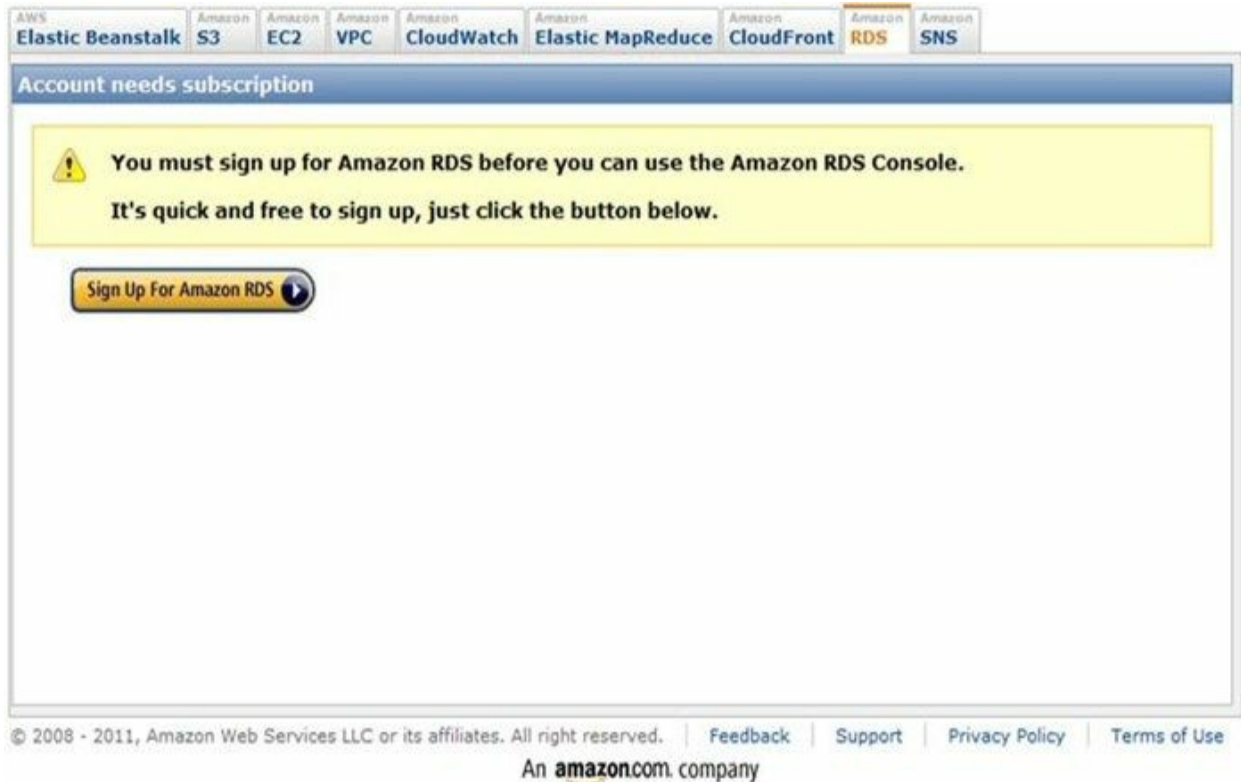 AWS Amazon Amazon Amazon Amazon Amazon Amazon Amazon Amazon
Elastic Beanstalk S3 EC2 VPC CloudWatch Elastic MapReduce CloudFront RDS SNS
Account needs subscription
You must sign up for Amazon RDS before you can use the Amazon RDS Console.
It's quick and free to sign up, just click the button below.
Sign Up For Amazon RDS
© 2008 - 2011, Amazon Web Services LLC or its affiliates. All right reserved. | Feedback | Support | Privacy Policy | Terms of Use
An amazon.com. company